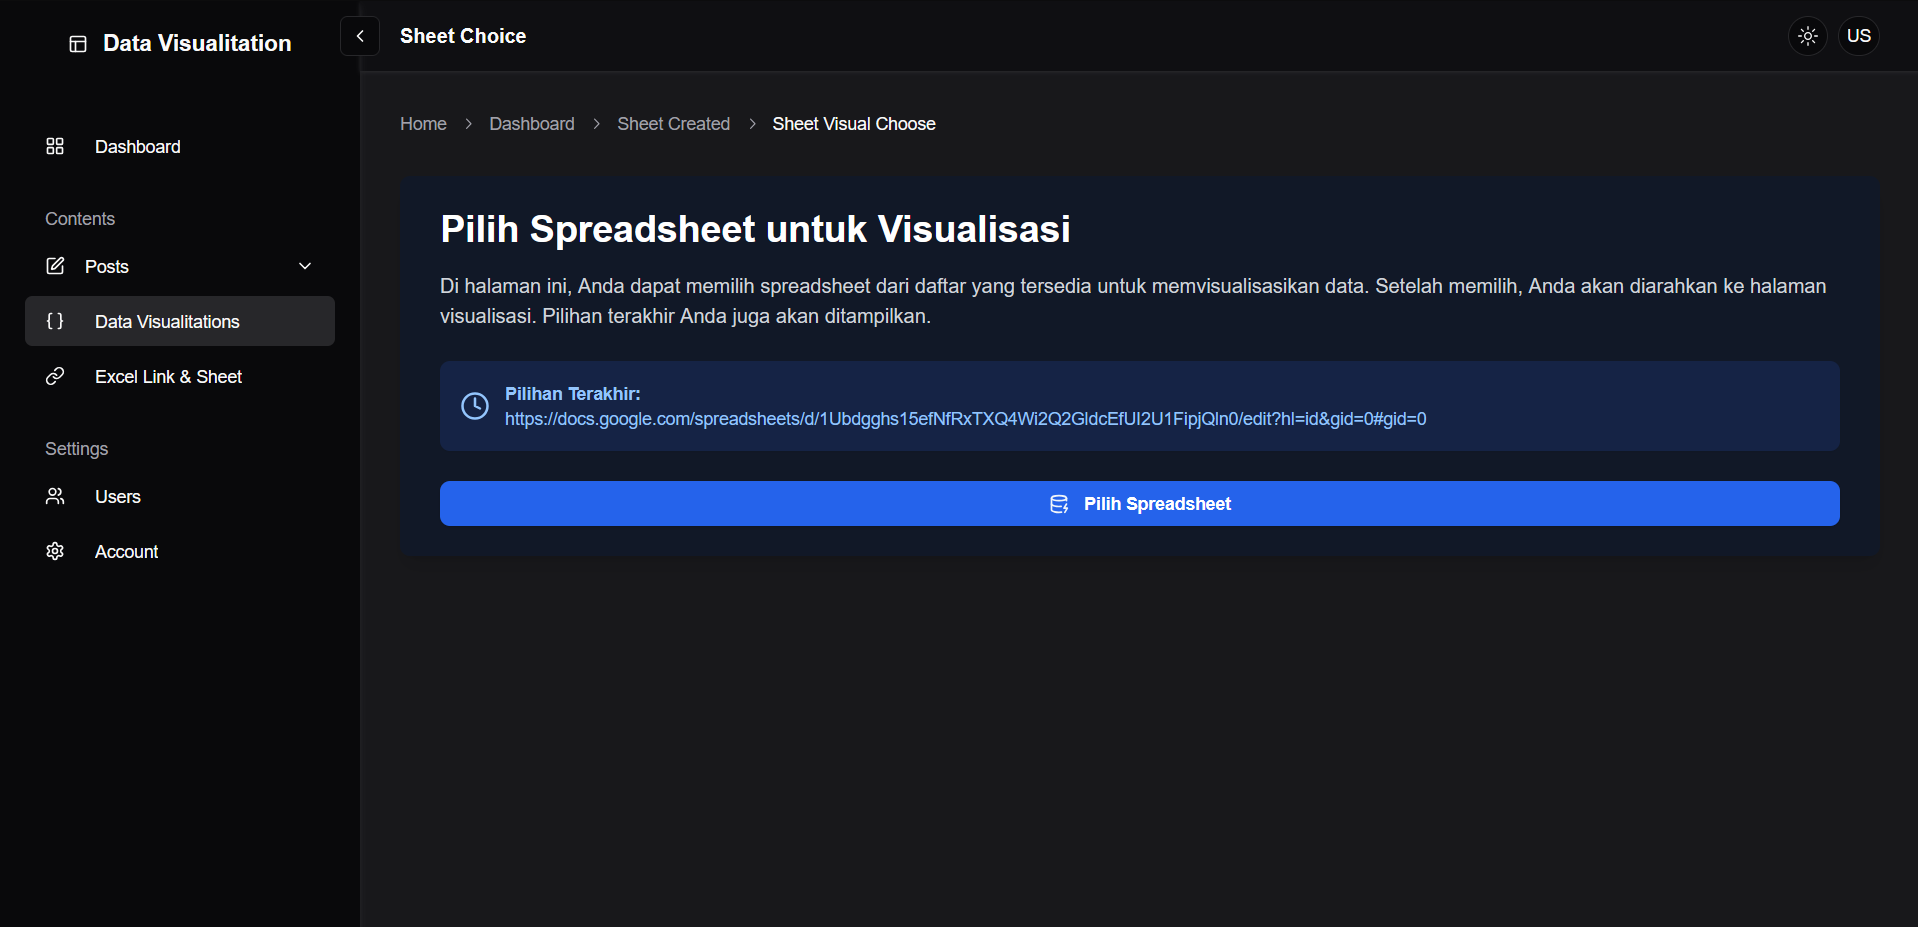 Data Visualitation
Sheet Choice
US
Dashboard
Contents
Posts
Data Visualitations
Excel Link & Sheet
Settings
Users
Account
Home > Dashboard > Sheet Created > Sheet Visual Choose
Pilih Spreadsheet untuk Visualisasi
Di halaman ini, Anda dapat memilih spreadsheet dari daftar yang tersedia untuk memvisualisasikan data. Setelah memilih, Anda akan diarahkan ke halaman
visualisasi. Pilihan terakhir Anda juga akan ditampilkan.
Pilihan Terakhir:
https://docs.google.com/spreadsheets/d/1Ubdgghs15efNfRxTXQ4Wi2Q2GldcEfUI2U1FipjQln0/edit?hl=id&gid=0#gid=0
Pilih Spreadsheet